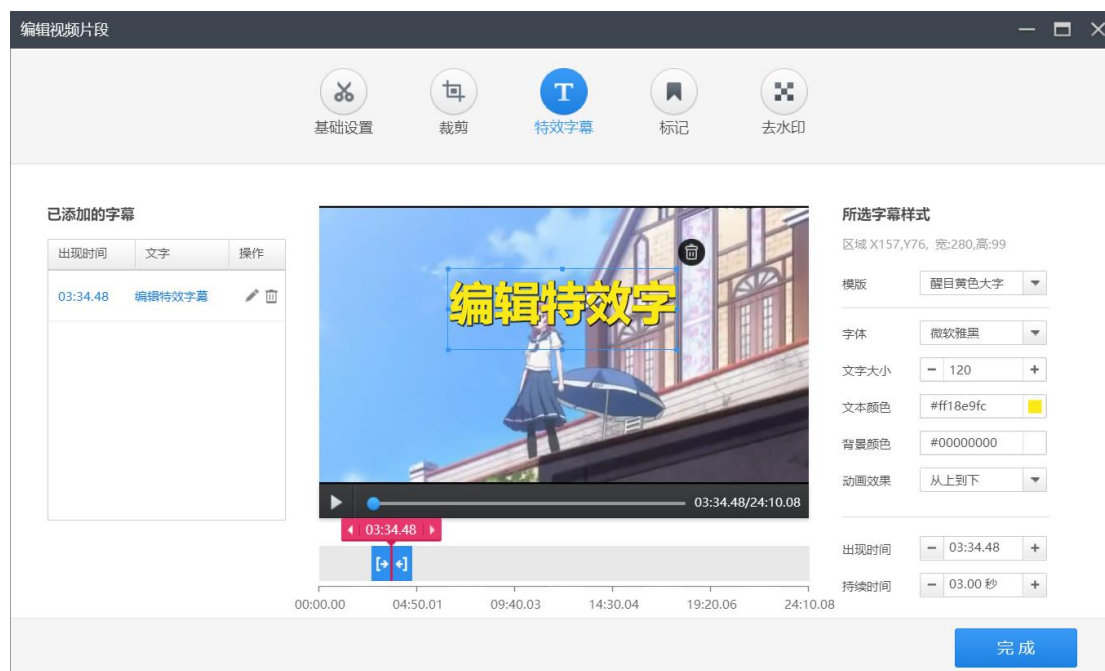 编辑视频片段
T
基础设置
裁剪
特效字幕
标记
去水印
已添加的字幕
出现时间 文字 操作
03:34.48 编辑特效字幕
编辑特效字
03:34.48/24:10.08
03:34.48
00:00.00 04:50.01 09:40.03 14:30.04 19:20.06 24:10.08
所选字幕样式
区域 X157,Y76, 宽:280,高:99
模版 醒目黄色大字
字体 微软雅黑
文字大小 - 120 +
文本颜色 #ff18e9fc
背景颜色 #00000000
动画效果 从上到下
出现时间 - 03:34.48 +
持续时间 - 03.00 秒 +
完成